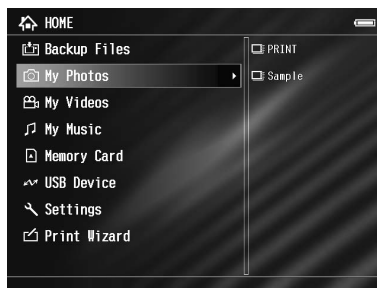 HOME
Backup Files
My Photos
My Videos
My Music
Memory Card
USB Device
Settings
Print Wizard
PRINT
Sample